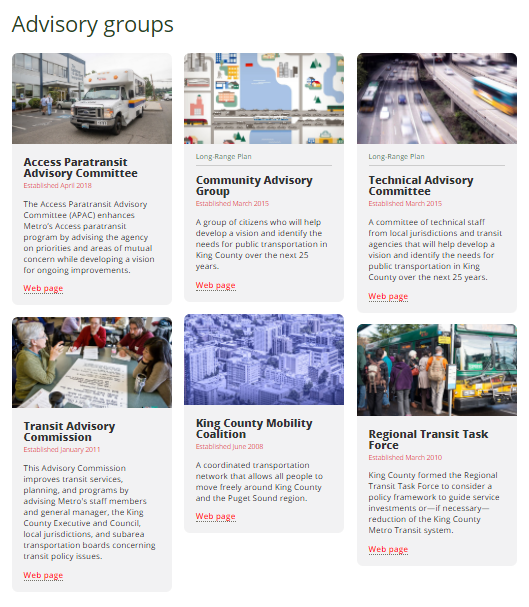 Advisory groups
Access Paratransit
Advisory Committee
Established April 2018
The Access Paratransit Advisory
Committee (APAC) enhances
Metro's Access paratransit
program by advising the agency
on priorities and areas of mutual
concern while developing a vision
for ongoing improvements.
Web page
Long-Range Plan
Community Advisory
Group
Established March 2015
A group of citizens who will help
develop a vision and identify the
needs for public transportation in
King County over the next 25
years.
Web page
Long-Range Plan
Technical Advisory
Committee
Established March 2015
A committee of technical staff
from local jurisdictions and transit
agencies that will help develop a
vision and identify the needs for
public transportation in King
County over the next 25 years.
Web page
Transit Advisory
Commission
Established January 2011
This Advisory Commission
improves transit services,
planning, and programs by
advising Metro's staff members
and general manager, the King
County Executive and Council,
local jurisdictions, and subarea
transportation boards concerning
transit policy issues.
Web page
King County Mobility
Coalition
Established June 2008
A coordinated transportation
network that allows all people to
move freely around King County
and the Puget Sound region.
Web page
Regional Transit Task
Force
Established March 2010
King County formed the Regional
Transit Task Force to consider a
policy framework to guide service
investments or—if necessary—
reduction of the King County
Metro Transit system.
Web page